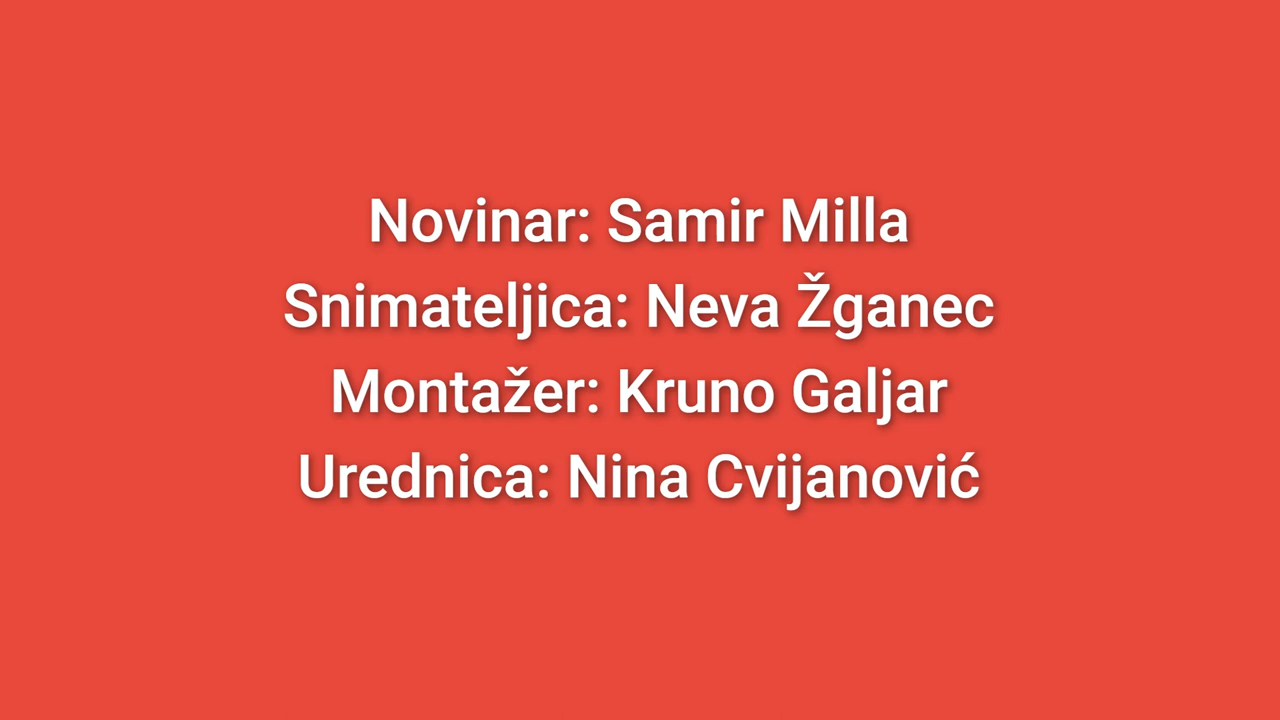 Novinar: Samir Milla
Snimateljica: Neva Žganec
Montažer: Kruno Galjar
Urednica: Nina Cvijanović